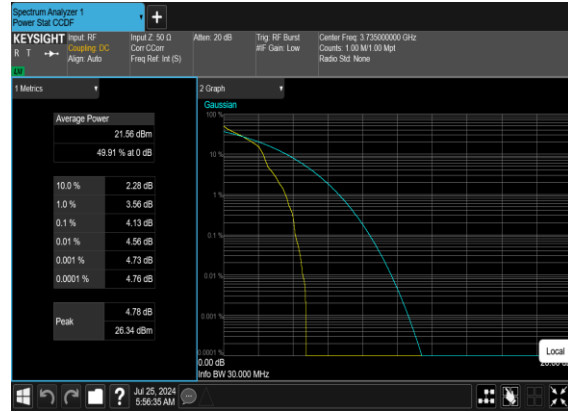 Spectrum Analyzer 1
Power Stat CCDF
+
KEYSIGHT
R T
LXI
Input: RF
Coupling: DC
Align: Auto
Input Z: 50 Ω
Corr CCorr
Freq Ref: Int (S)
Atten: 20 dB
Trig: RF Burst
#IF Gain: Low
Center Freq: 3.735000000 GHz
Counts: 1.00 M/1.00 Mpt
Radio Std: None
1 Metrics
Average Power
21.56 dBm
49.91 % at 0 dB
10.0 % 2.28 dB
1.0 % 3.56 dB
0.1 % 4.13 dB
0.01 % 4.56 dB
0.001 % 4.73 dB
0.0001 % 4.76 dB
Peak
4.78 dB
26.34 dBm
2 Graph
Gaussian
100 %
10 %
1 %
0.1 %
0.01 %
0.001 %
0.0001 %
0.00 dB
Info BW 30.000 MHz
Local
?
Jul 25, 2024
5:56:35 AM